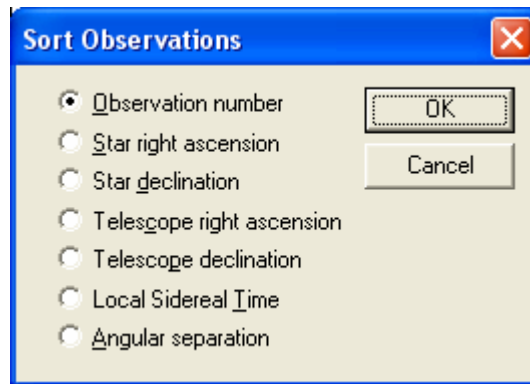 Sort Observations
Observation number
OK
Star right ascension
Cancel
Star declination
Telescope right ascension
Telescope declination
Local Sidereal Time
Angular separation